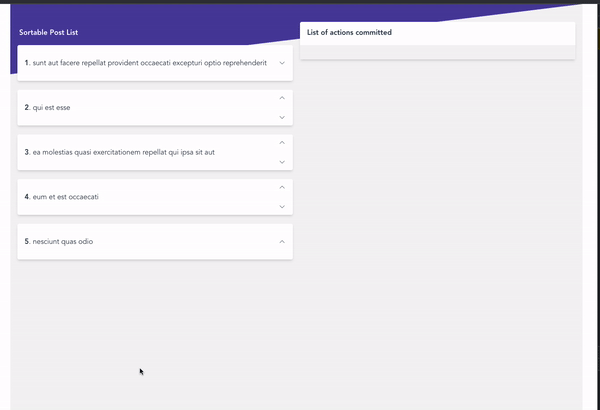 Sortable Post List
1. sunt aut facere repellat provident occaecati excepturi optio reprehenderit
2. qui est esse
3. ea molestias quasi exercitationem repellat qui ipsa sit aut
4. eum et est occaecati
5. nesciunt quas odio
List of actions committed